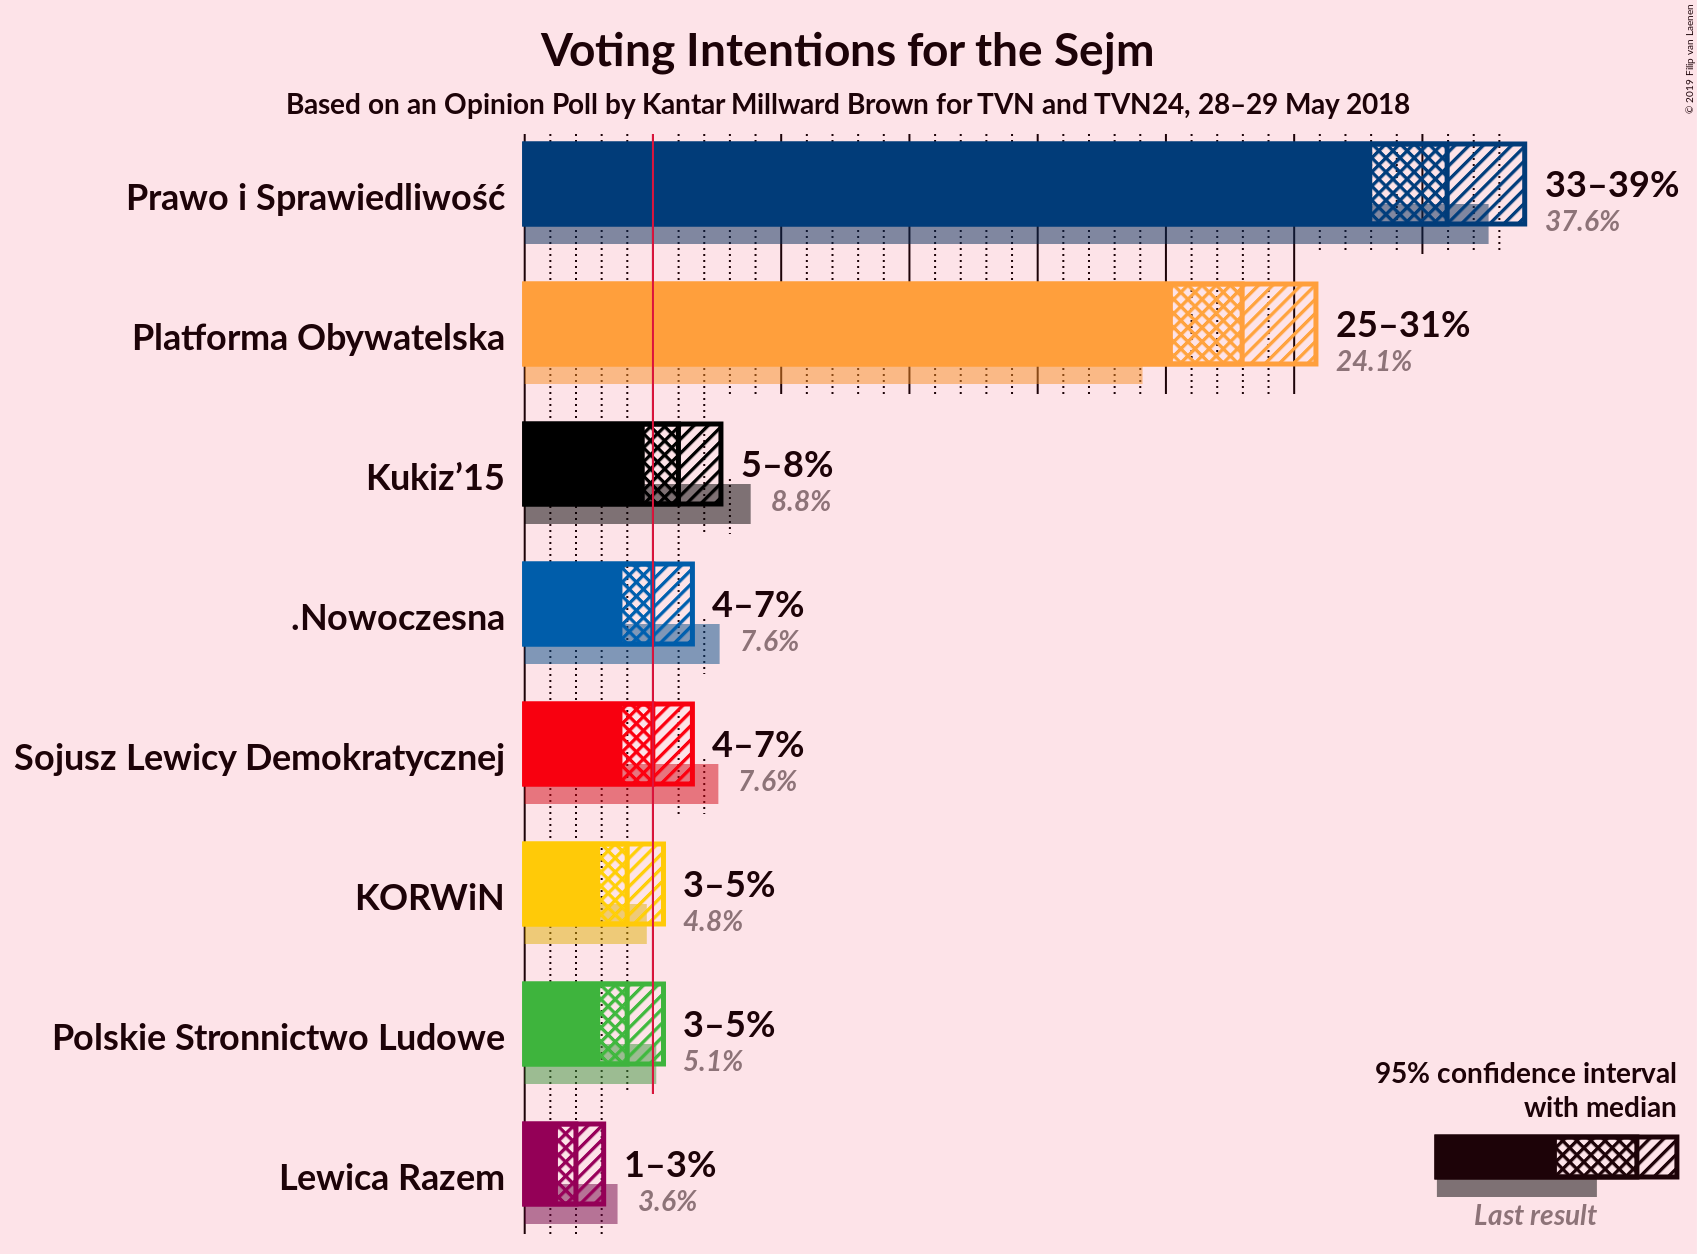 Voting Intentions for the Sejm
Based on an Opinion Poll by Kantar Millward Brown for TVN and TVN24, 28–29 May 2018
© 2019 Filip van Laenen
Prawo i Sprawiedliwość
33–39%
37.6%
Platforma Obywatelska
25–31%
24.1%
Kukiz’15
5–8%
8.8%
.Nowoczesna
4–7%
7.6%
Sojusz Lewicy Demokratycznej
4–7%
7.6%
KORWiN
3–5%
4.8%
Polskie Stronnictwo Ludowe
3–5%
5.1%
Lewica Razem
1–3%
3.6%
95% confidence interval
with median
Last result